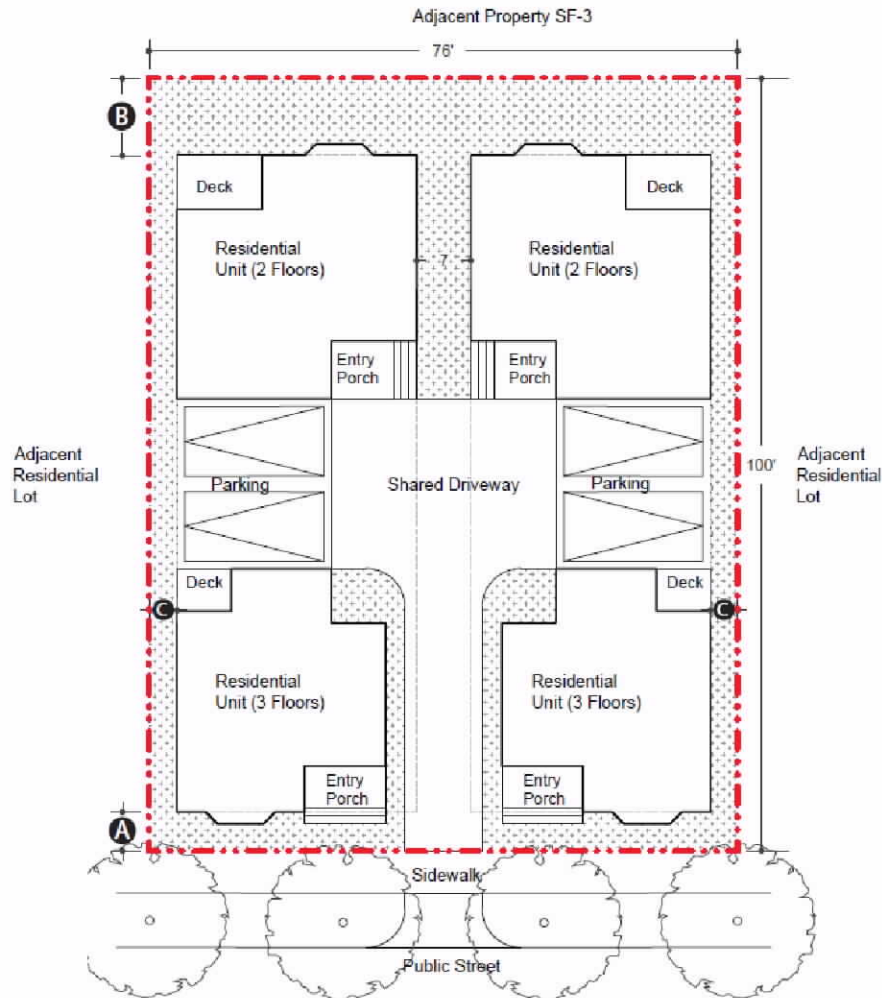 Adjacent Property SF-3
76'
B
Deck
Deck
Residential
Unit (2 Floors)
Residential
Unit (2 Floors)
7
Entry
Porch
Entry
Porch
Adjacent
Residential
Lot
Parking
Shared Driveway
Parking
100'
Adjacent
Residential
Lot
Deck
Deck
C
C
Residential
Unit (3 Floors)
Residential
Unit (3 Floors)
Entry
Porch
Entry
Porch
A
Sidewalk
Public Street